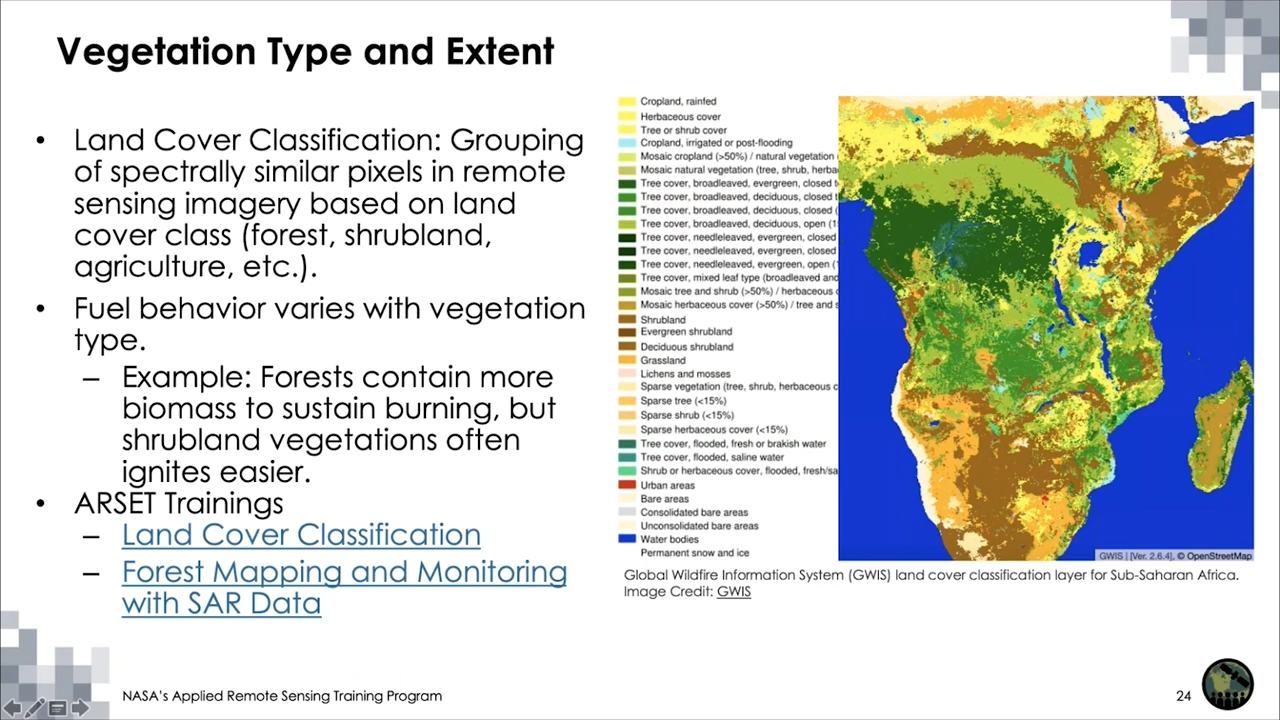 Vegetation Type and Extent
• Land Cover Classification: Grouping
of spectrally similar pixels in remote
sensing imagery based on land
cover class (forest, shrubland,
agriculture, etc.).
• Fuel behavior varies with vegetation
type.
– Example: Forests contain more
biomass to sustain burning, but
shrubland vegetations often
ignites easier.
• ARSET Trainings
– Land Cover Classification
– Forest Mapping and Monitoring
with SAR Data
Cropland, rainfed
Herbaceous cover
Tree or shrub cover
Cropland, irrigated or post-flooding
Mosaic cropland (>50%) / natural vegetation
Mosaic natural vegetation (tree, shrub, herba
Tree cover, broadleaved, evergreen, closed t
Tree cover, broadleaved, deciduous, closed t
Tree cover, broadleaved, deciduous, closed (
Tree cover, broadleaved, deciduous, open (1
Tree cover, needleleaved, evergreen, closed
Tree cover, needleleaved, evergreen, closed
Tree cover, needleleaved, evergreen, open (
Tree cover, mixed leaf type (broadleaved and
Mosaic tree and shrub (>50%) / herbaceous c
Mosaic herbaceous cover (>50%) / tree and s
Shrubland
Evergreen shrubland
Deciduous shrubland
Grassland
Lichens and mosses
Sparse vegetation (tree, shrub, herbaceous c
Sparse tree (<15%)
Sparse shrub (<15%)
Sparse herbaceous cover (<15%)
Tree cover, flooded, fresh or brakish water
Tree cover, flooded, saline water
Shrub or herbaceous cover, flooded, fresh/sa
Urban areas
Bare areas
Consolidated bare areas
Unconsolidated bare areas
Water bodies
Permanent snow and ice
GWIS | [Ver. 2.6.4], © OpenStreetMap
Global Wildfire Information System (GWIS) land cover classification layer for Sub-Saharan Africa.
Image Credit: GWIS
NASA's Applied Remote Sensing Training Program
24